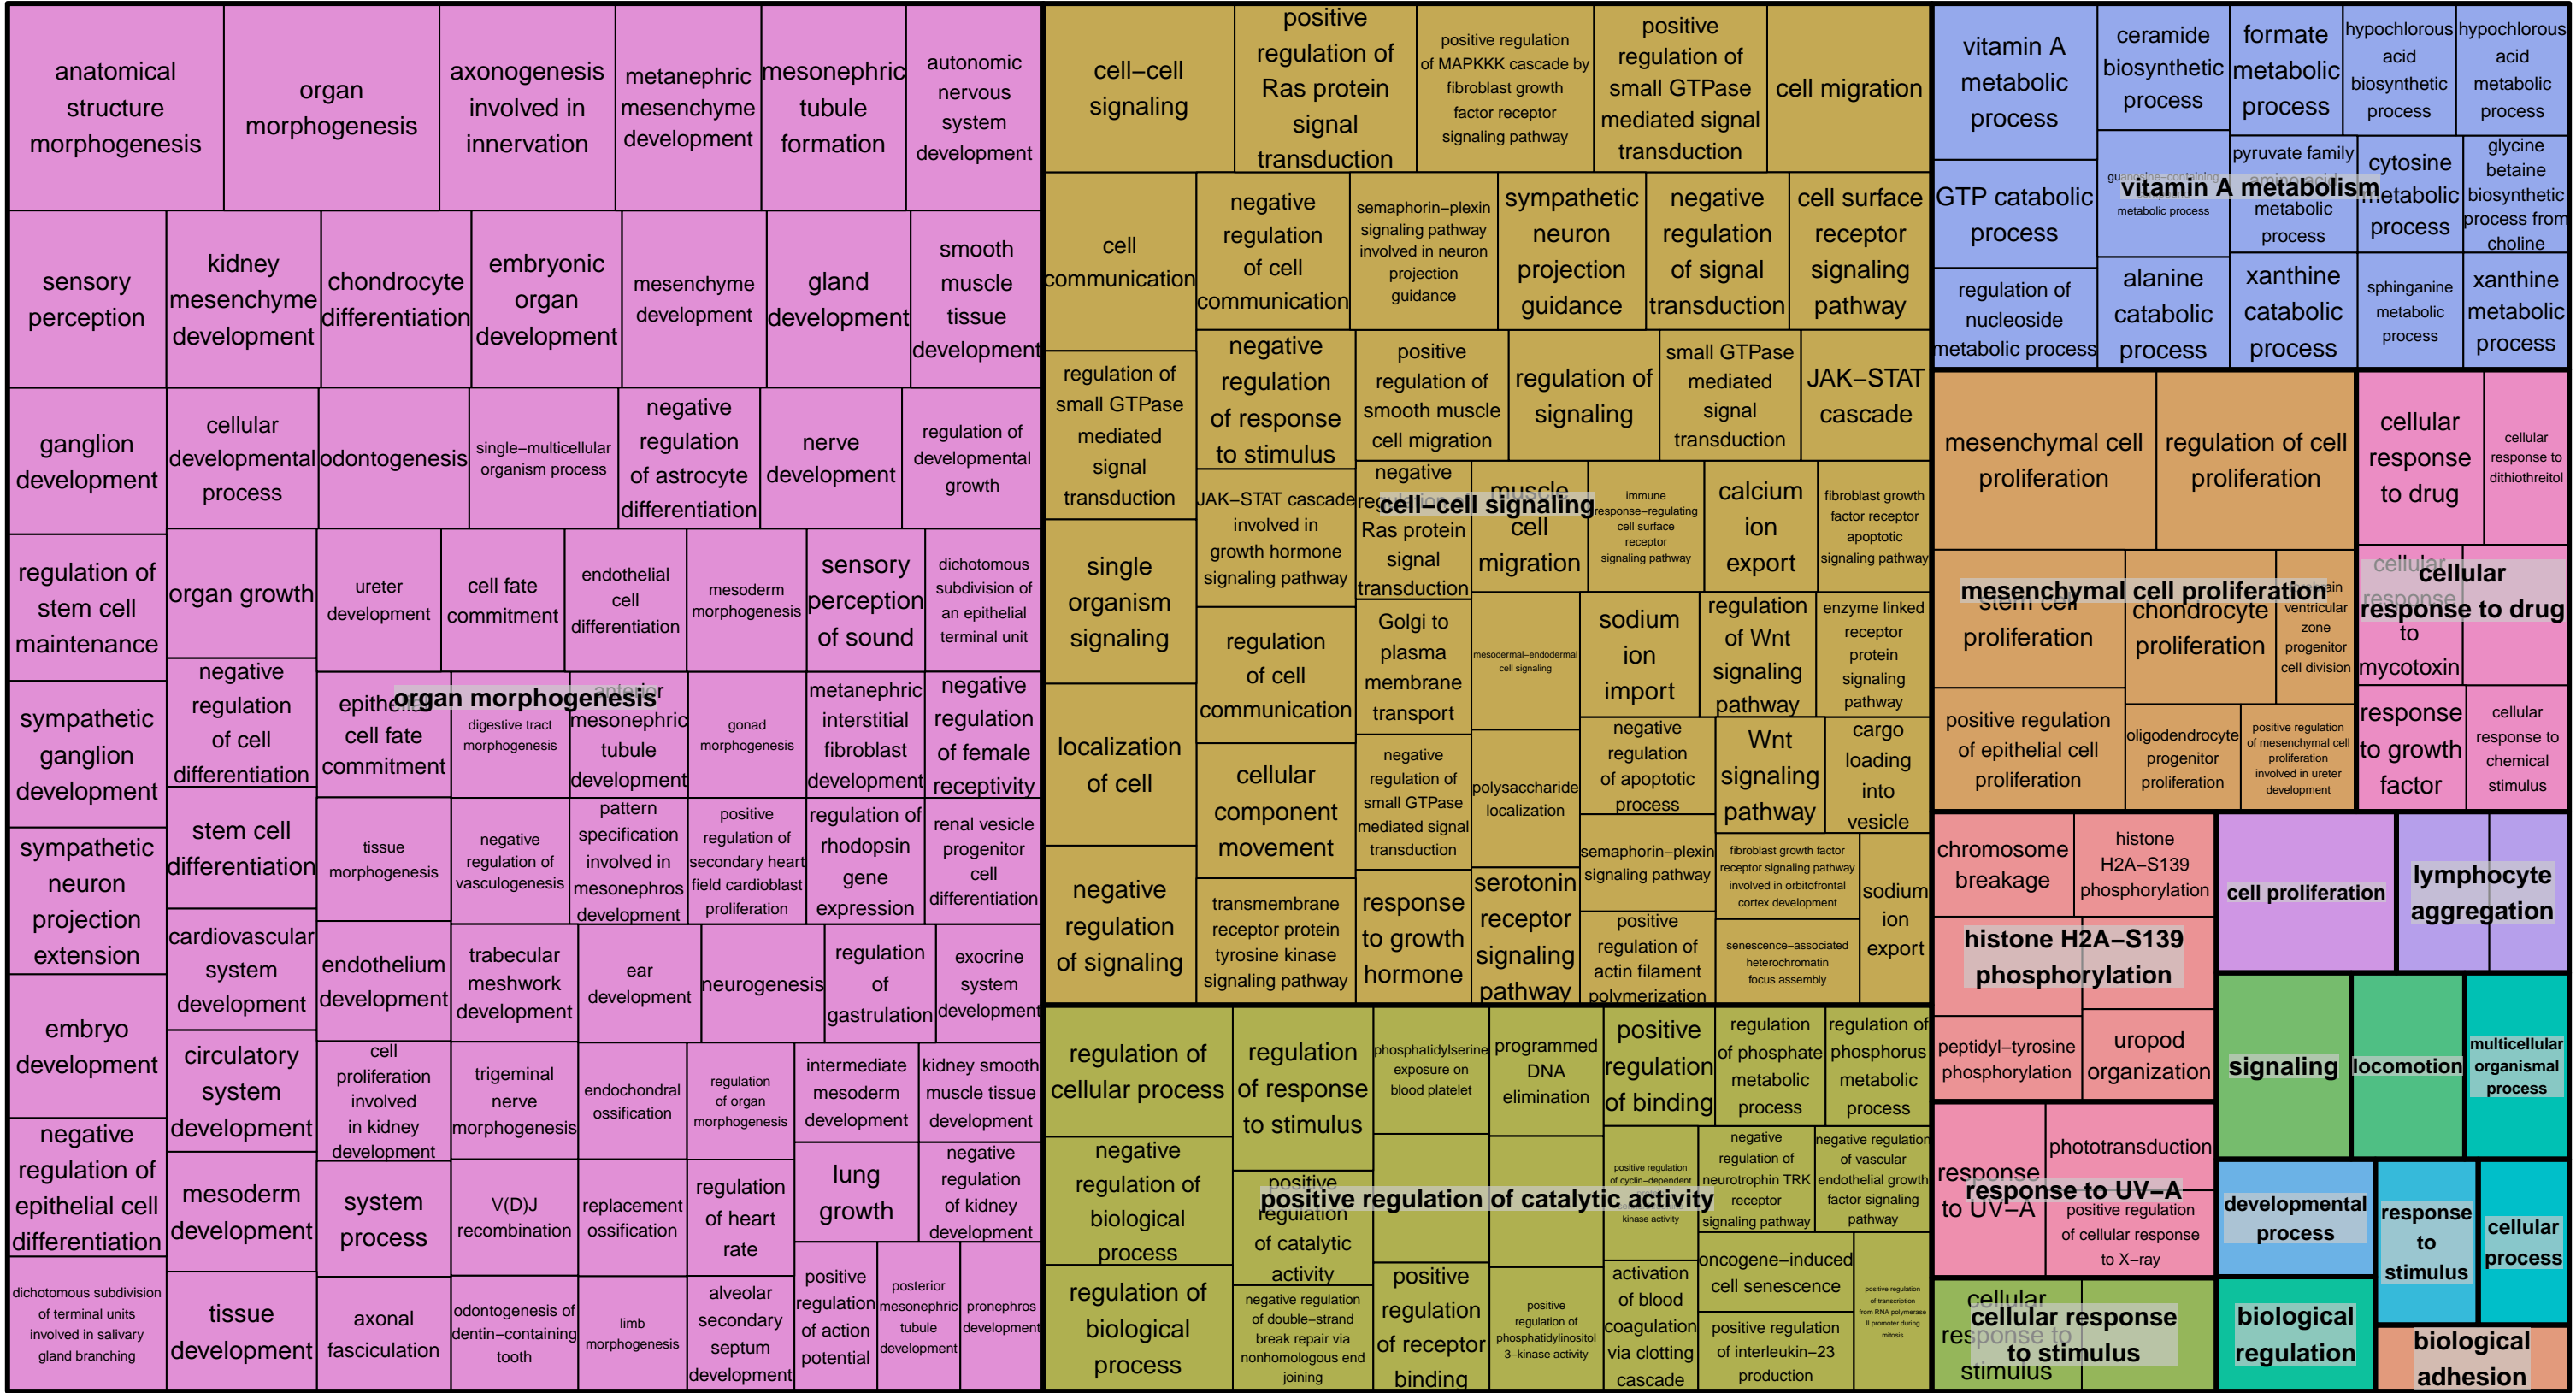 anatomical
structure
morphogenesis
organ
morphogenesis
axonogenesis
involved in
innervation
metanephric
mesenchyme
development
mesonephric
tubule
formation
autonomic
nervous
system
development
sensory
perception
kidney
mesenchyme
development
chondrocyte
differentiation
embryonic
organ
development
mesenchyme
development
gland
development
smooth
muscle
tissue
development
ganglion
development
cellular
developmental
process
odontogenesis
single−multicellular
organism process
negative
regulation
of astrocyte
differentiation
nerve
development
regulation of
developmental
growth
regulation of
stem cell
maintenance
organ growth
ureter
development
cell fate
commitment
endothelial
cell
differentiation
mesoderm
morphogenesis
sensory
perception
of sound
dichotomous
subdivision of
an epithelial
terminal unit
sympathetic
ganglion
development
negative
regulation
of cell
differentiation
epithelial
cell fate
commitment
organ morphogenesis
digestive tract
morphogenesis
anterior
mesonephric
tubule
development
gonad
morphogenesis
metanephric
interstitial
fibroblast
development
negative
regulation
of female
receptivity
sympathetic
neuron
projection
extension
stem cell
differentiation
tissue
morphogenesis
negative
regulation of
vasculogenesis
pattern
specification
involved in
mesonephros
development
positive
regulation of
secondary heart
field cardioblast
proliferation
regulation of
rhodopsin
gene
expression
renal vesicle
progenitor
cell
differentiation
embryo
development
cardiovascular
system
development
endothelium
development
trabecular
meshwork
development
ear
development
neurogenesis
regulation
of
gastrulation
exocrine
system
development
circulatory
system
development
cell
proliferation
involved
in kidney
development
trigeminal
nerve
morphogenesis
endochondral
ossification
regulation
of organ
morphogenesis
intermediate
mesoderm
development
kidney smooth
muscle tissue
development
negative
regulation of
epithelial cell
differentiation
mesoderm
development
system
process
V(D)J
recombination
replacement
ossification
regulation
of heart
rate
lung
growth
negative
regulation
of kidney
development
dichotomous subdivision
of terminal units
involved in salivary
gland branching
tissue
development
axonal
fasciculation
odontogenesis of
dentin−containing
tooth
limb
morphogenesis
alveolar
secondary
septum
development
positive
regulation
of action
potential
posterior
mesonephric
tubule
development
pronephros
development
cell−cell
signaling
positive
regulation of
Ras protein
signal
transduction
positive regulation
of MAPKKK cascade by
fibroblast growth
factor receptor
signaling pathway
positive
regulation of
small GTPase
mediated signal
transduction
cell migration
cell
communication
negative
regulation
of cell
communication
semaphorin−plexin
signaling pathway
involved in neuron
projection
guidance
sympathetic
neuron
projection
guidance
negative
regulation
of signal
transduction
cell surface
receptor
signaling
pathway
regulation of
small GTPase
mediated
signal
transduction
negative
regulation
of response
to stimulus
positive
regulation of
smooth muscle
cell migration
regulation of
signaling
small GTPase
mediated
signal
transduction
JAK−STAT
cascade
single
organism
signaling
JAK−STAT cascade
involved in
growth hormone
signaling pathway
negative
regulation of
Ras protein
signal
transduction
cell−cell signaling
muscle
cell
migration
immune
response−regulating
cell surface
receptor
signaling pathway
calcium
ion
export
fibroblast growth
factor receptor
apoptotic
signaling pathway
localization
of cell
regulation
of cell
communication
Golgi to
plasma
membrane
transport
mesodermal−endodermal
cell signaling
sodium
ion
import
regulation
of Wnt
signaling
pathway
enzyme linked
receptor
protein
signaling
pathway
cellular
component
movement
negative
regulation of
small GTPase
mediated signal
transduction
polysaccharide
localization
negative
regulation
of apoptotic
process
Wnt
signaling
pathway
cargo
loading
into
vesicle
negative
regulation
of signaling
transmembrane
receptor protein
tyrosine kinase
signaling pathway
response
to growth
hormone
serotonin
receptor
signaling
pathway
semaphorin−plexin
signaling pathway
positive
regulation of
actin filament
polymerization
fibroblast growth factor
receptor signaling pathway
involved in orbitofrontal
cortex development
senescence−associated
heterochromatin
focus assembly
sodium
ion
export
regulation of
cellular process
regulation
of response
to stimulus
phosphatidylserine
exposure on
blood platelet
programmed
DNA
elimination
positive
regulation
of binding
regulation
of phosphate
metabolic
process
regulation of
phosphorus
metabolic
process
negative
regulation of
biological
process
positive
regulation
of catalytic
activity
positive regulation of catalytic activity
positive regulation
of cyclin−dependent
kinase activity
negative
regulation of
neurotrophin TRK
receptor
signaling pathway
negative regulation
of vascular
endothelial growth
factor signaling
pathway
regulation of
biological
process
negative regulation
of double−strand
break repair via
nonhomologous end
joining
positive
regulation
of receptor
binding
positive
regulation of
phosphatidylinositol
3−kinase activity
activation
of blood
coagulation
via clotting
cascade
oncogene−induced
cell senescence
positive regulation
of interleukin−23
production
positive regulation
of transcription
from RNA polymerase
II promoter during
mitosis
vitamin A
metabolic
process
ceramide
biosynthetic
process
formate
metabolic
process
hypochlorous
acid
biosynthetic
process
hypochlorous
acid
metabolic
process
GTP catabolic
process
guanosine−containing
metabolic process
vitamin A metabolism
pyruvate family
amino acid
metabolic
process
cytosine
metabolic
process
glycine
betaine
biosynthetic
process from
choline
regulation of
nucleoside
metabolic process
alanine
catabolic
process
xanthine
catabolic
process
sphinganine
metabolic
process
xanthine
metabolic
process
mesenchymal cell
proliferation
regulation of cell
proliferation
mesenchymal cell proliferation
stem cell
proliferation
chondrocyte
proliferation
ventricular
zone
progenitor
cell division
positive regulation
of epithelial cell
proliferation
oligodendrocyte
progenitor
proliferation
positive regulation
of mesenchymal cell
proliferation
involved in ureter
development
cellular
response
to drug
cellular
response to
dithiothreitol
cellular
response
to
mycotoxin
cellular
response to drug
response
to growth
factor
cellular
response to
chemical
stimulus
chromosome
breakage
histone
H2A−S139
phosphorylation
histone H2A−S139
phosphorylation
peptidyl−tyrosine
phosphorylation
uropod
organization
cell proliferation
lymphocyte
aggregation
signaling
locomotion
multicellular
organismal
process
response
to UV−A
phototransduction
response to UV−A
positive regulation
of cellular response
to X−ray
developmental
process
response
to
stimulus
cellular
process
cellular
response to
stimulus
cellular response
to stimulus
biological
regulation
biological
adhesion